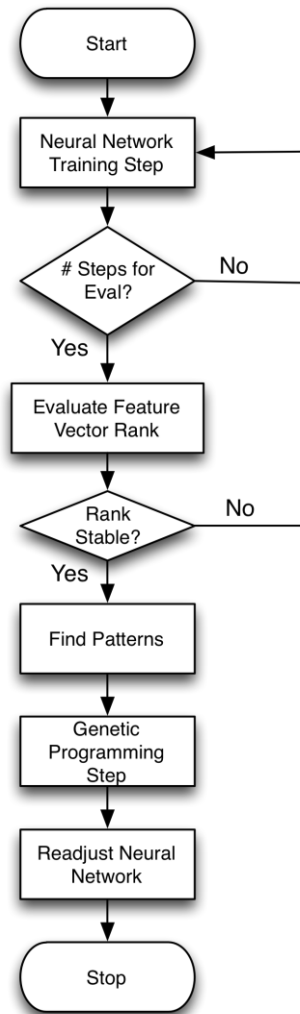 Start
Neural Network
Training Step
# Steps for
Eval?
No
Yes
Evaluate Feature
Vector Rank
Rank
Stable?
No
Yes
Find Patterns
Genetic
Programming
Step
Readjust Neural
Network
Stop